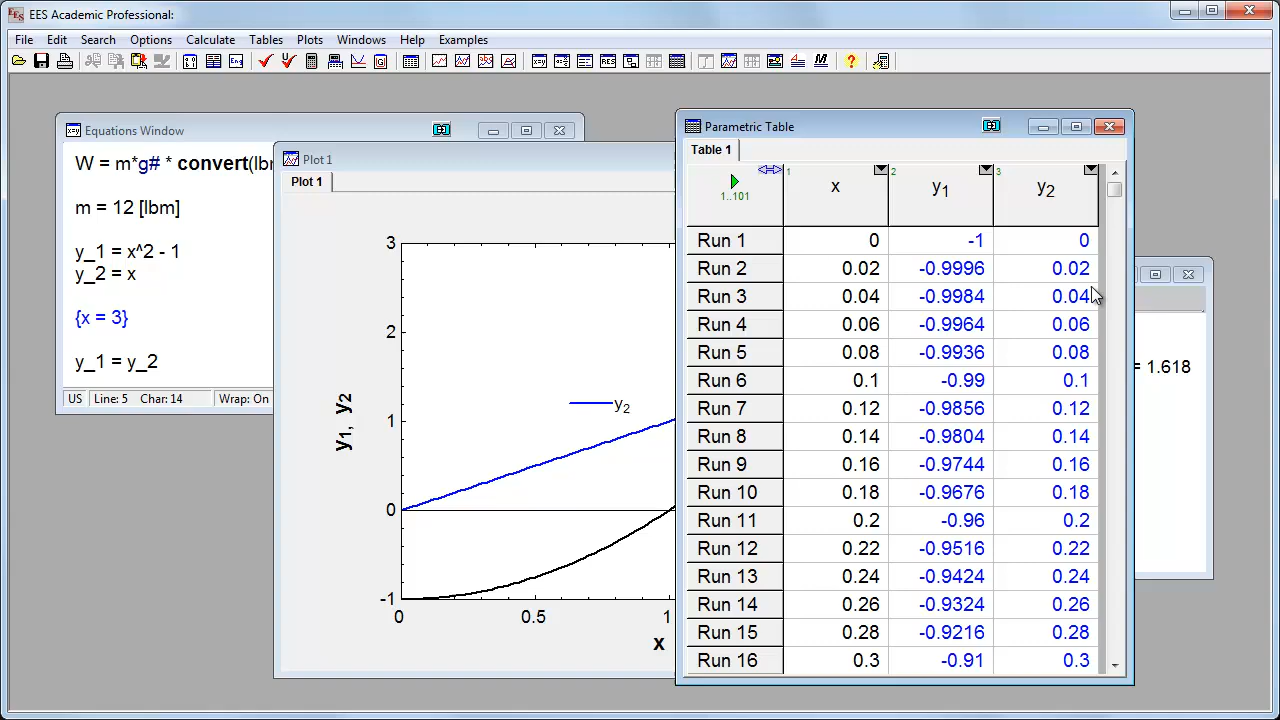 EES Academic Professional:
File Edit Search Options Calculate Tables Plots Windows Help Examples
Equations Window
W = m*g# * convert(lbm
m = 12 [lbm]
y_1 = x^2 - 1
y_2 = x
{x = 3}
y_1 = y_2
US Line: 5 Char: 14 Wrap: On
Plot 1
Plot 1
3
2
1
0
-1
0 0.5 1
x
y1, y2
y2
Parametric Table
Table 1
1..101
1 x 2 y1 3 y2
Run 1 0 -1 0
Run 2 0.02 -0.9996 0.02
Run 3 0.04 -0.9984 0.04
Run 4 0.06 -0.9964 0.06
Run 5 0.08 -0.9936 0.08
Run 6 0.1 -0.99 0.1
Run 7 0.12 -0.9856 0.12
Run 8 0.14 -0.9804 0.14
Run 9 0.16 -0.9744 0.16
Run 10 0.18 -0.9676 0.18
Run 11 0.2 -0.96 0.2
Run 12 0.22 -0.9516 0.22
Run 13 0.24 -0.9424 0.24
Run 14 0.26 -0.9324 0.26
Run 15 0.28 -0.9216 0.28
Run 16 0.3 -0.91 0.3
= 1.618